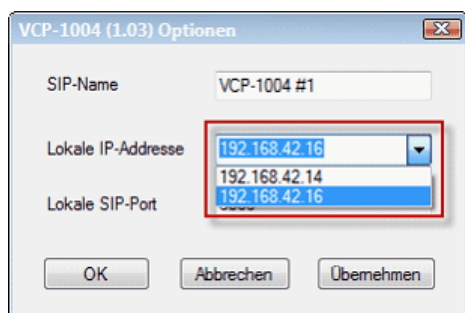 VCP-1004 (1.03) Optionen
SIP-Name
VCP-1004 #1
Lokale IP-Addresse
192.168.42.16
192.168.42.14
192.168.42.16
Lokale SIP-Port
OK
Abbrechen
Übernehmen